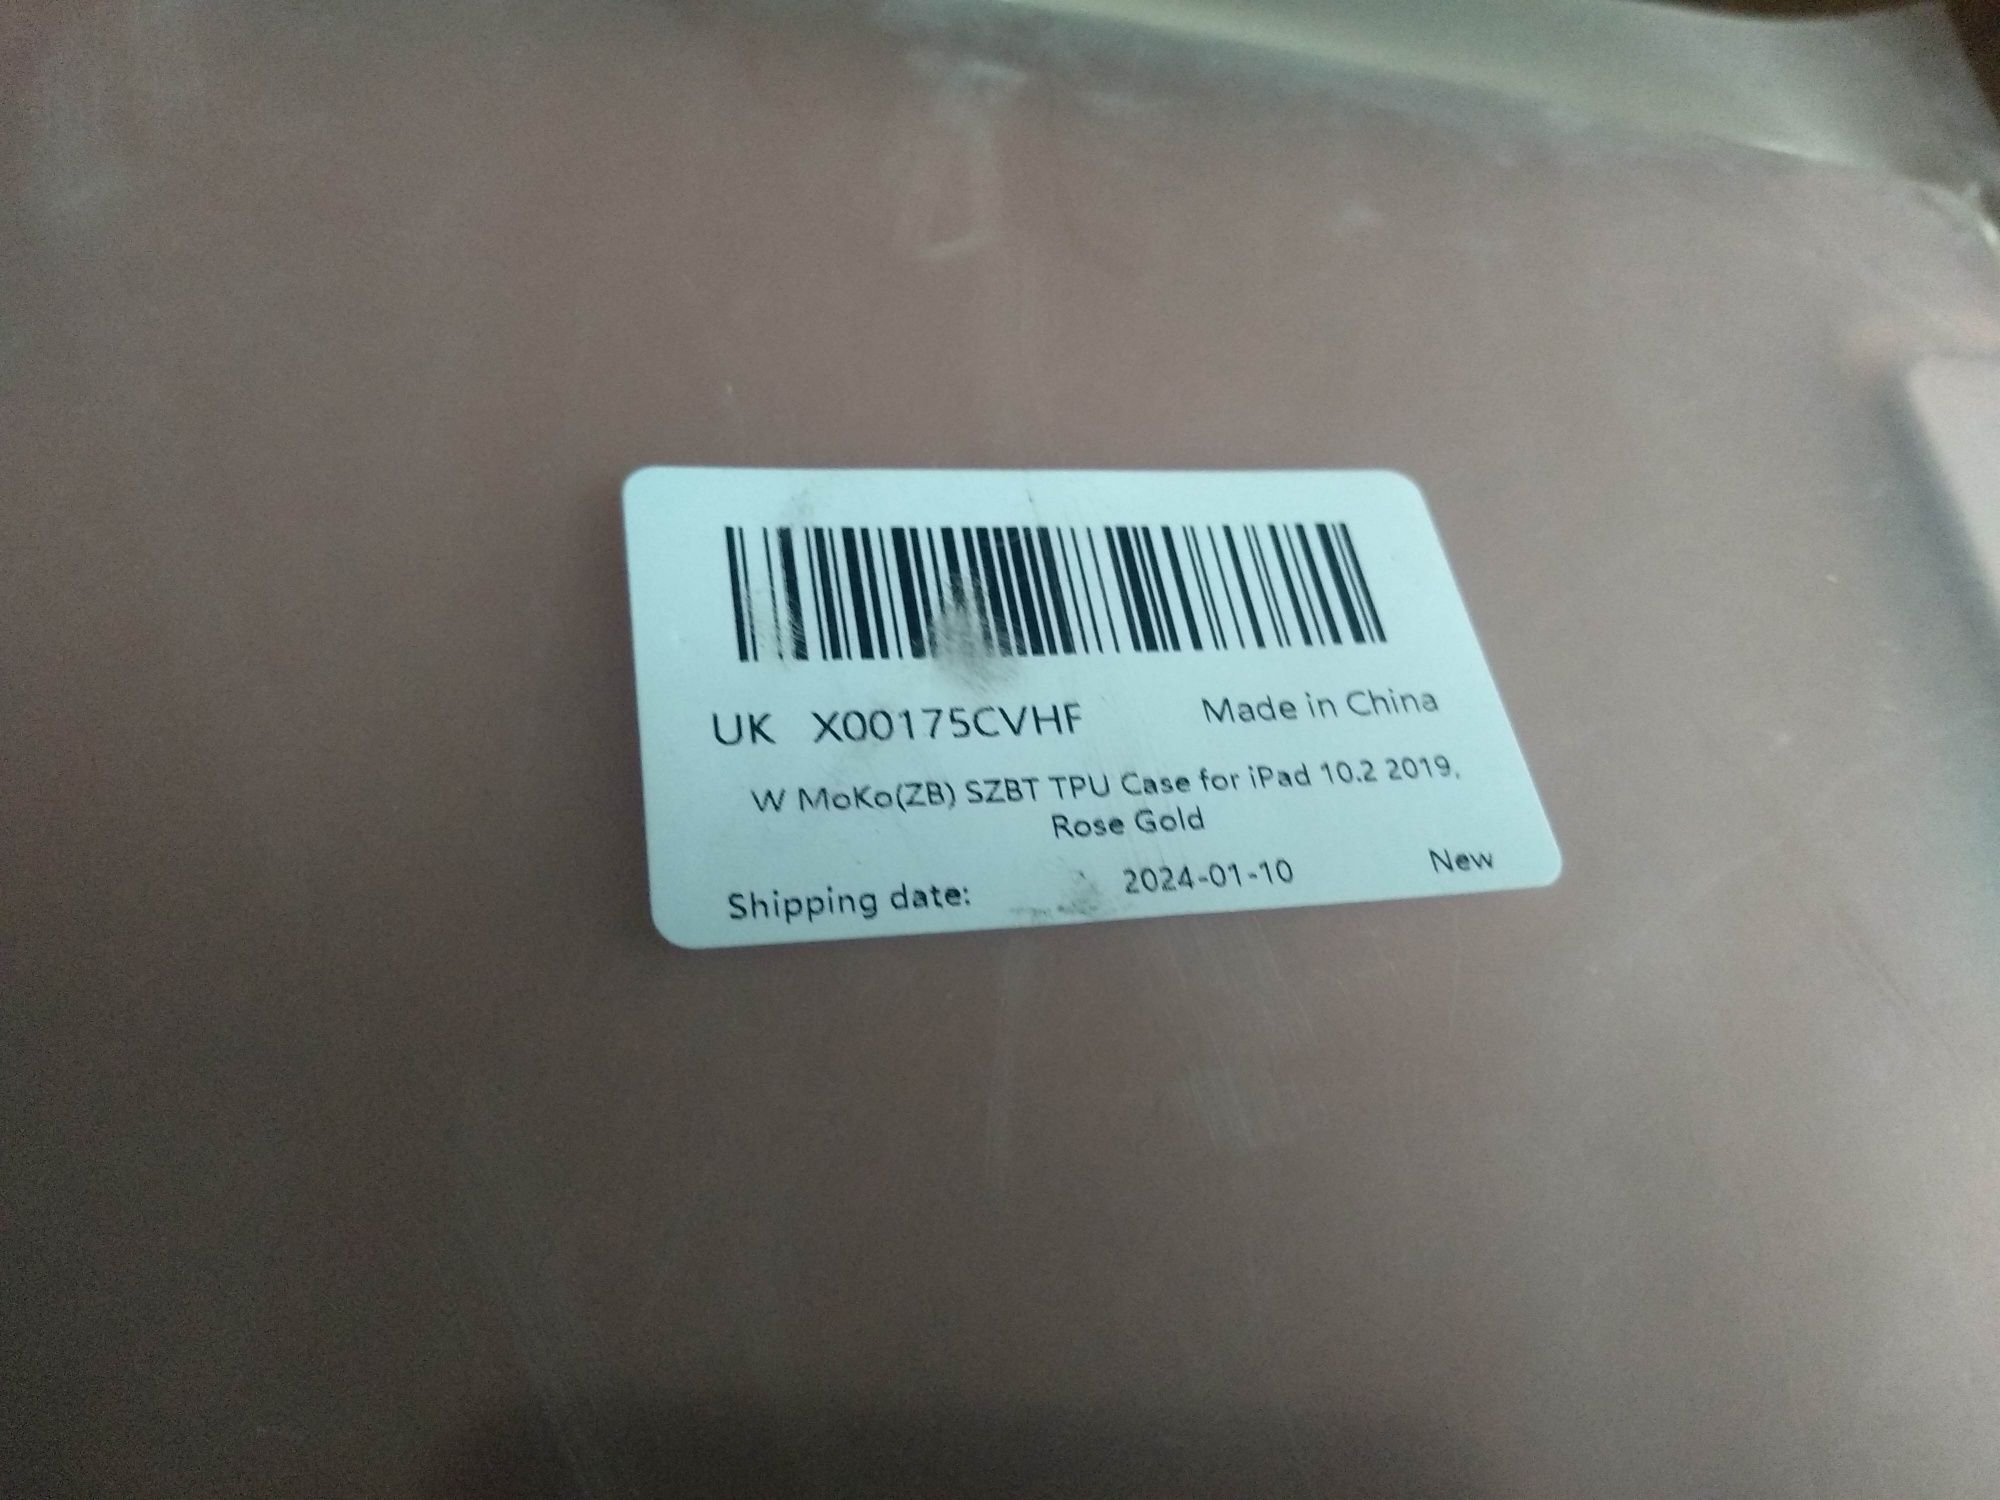 UK X00175CVHF Made in China
W MoKo(ZB) SZBT TPU Case for iPad 10.2 2019,
Rose Gold
Shipping date: 2024-01-10 New